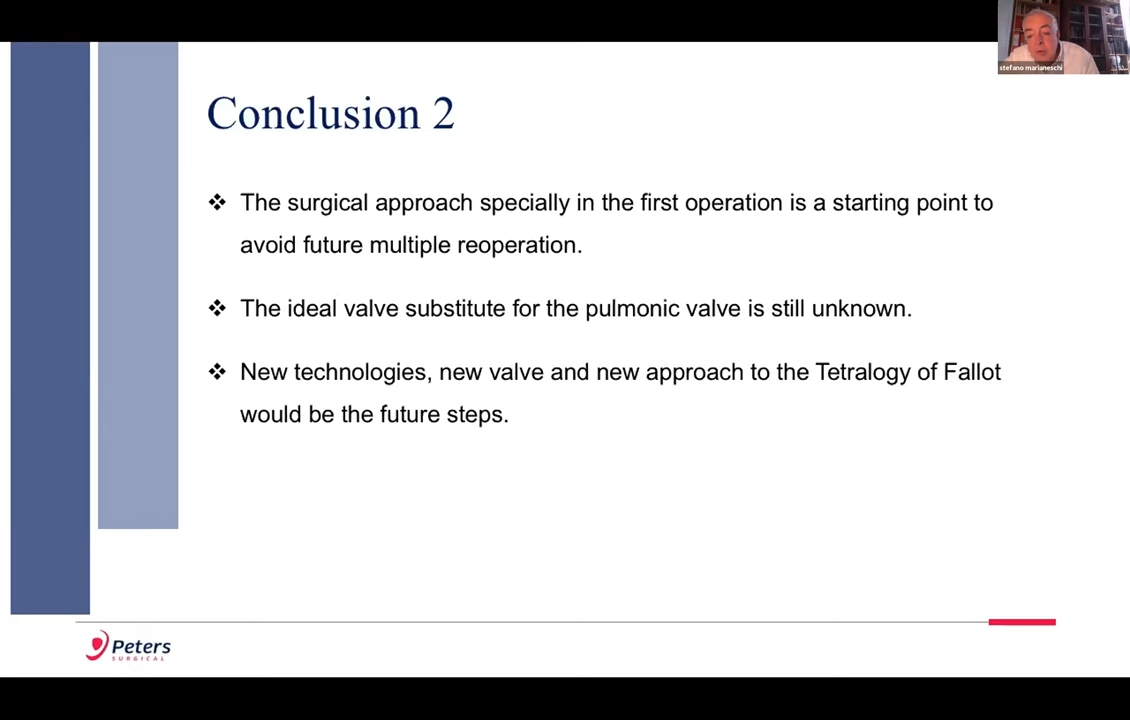 stefano marianeschi
Conclusion 2
❖ The surgical approach specially in the first operation is a starting point to
avoid future multiple reoperation.
❖ The ideal valve substitute for the pulmonic valve is still unknown.
❖ New technologies, new valve and new approach to the Tetralogy of Fallot
would be the future steps.
Peters
SURGICAL